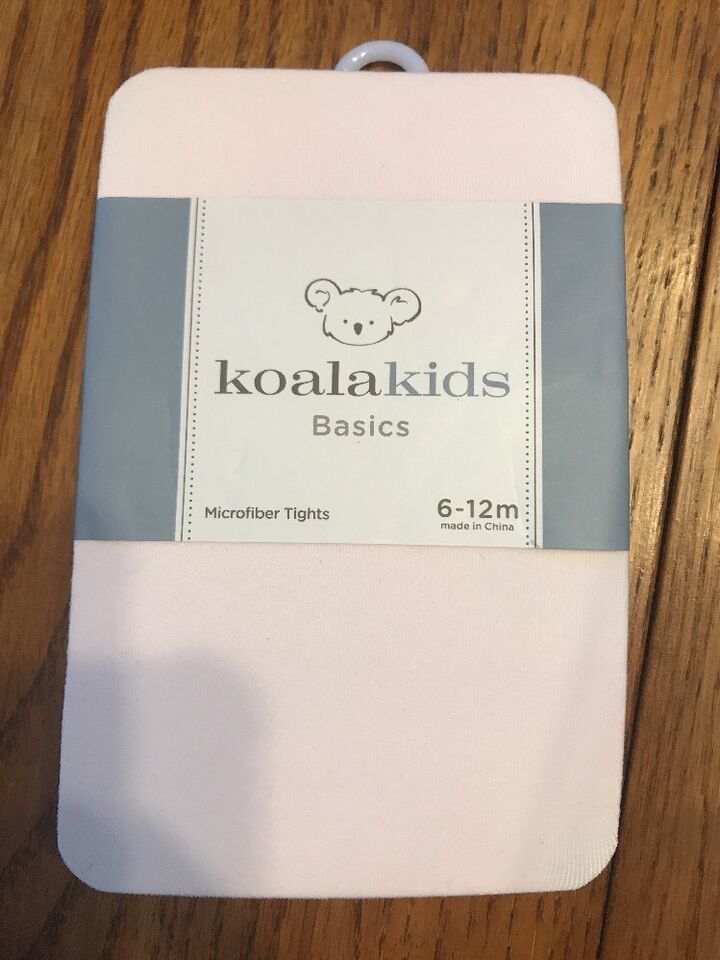 koalakids
Basics
Microfiber Tights
6-12m
made in China